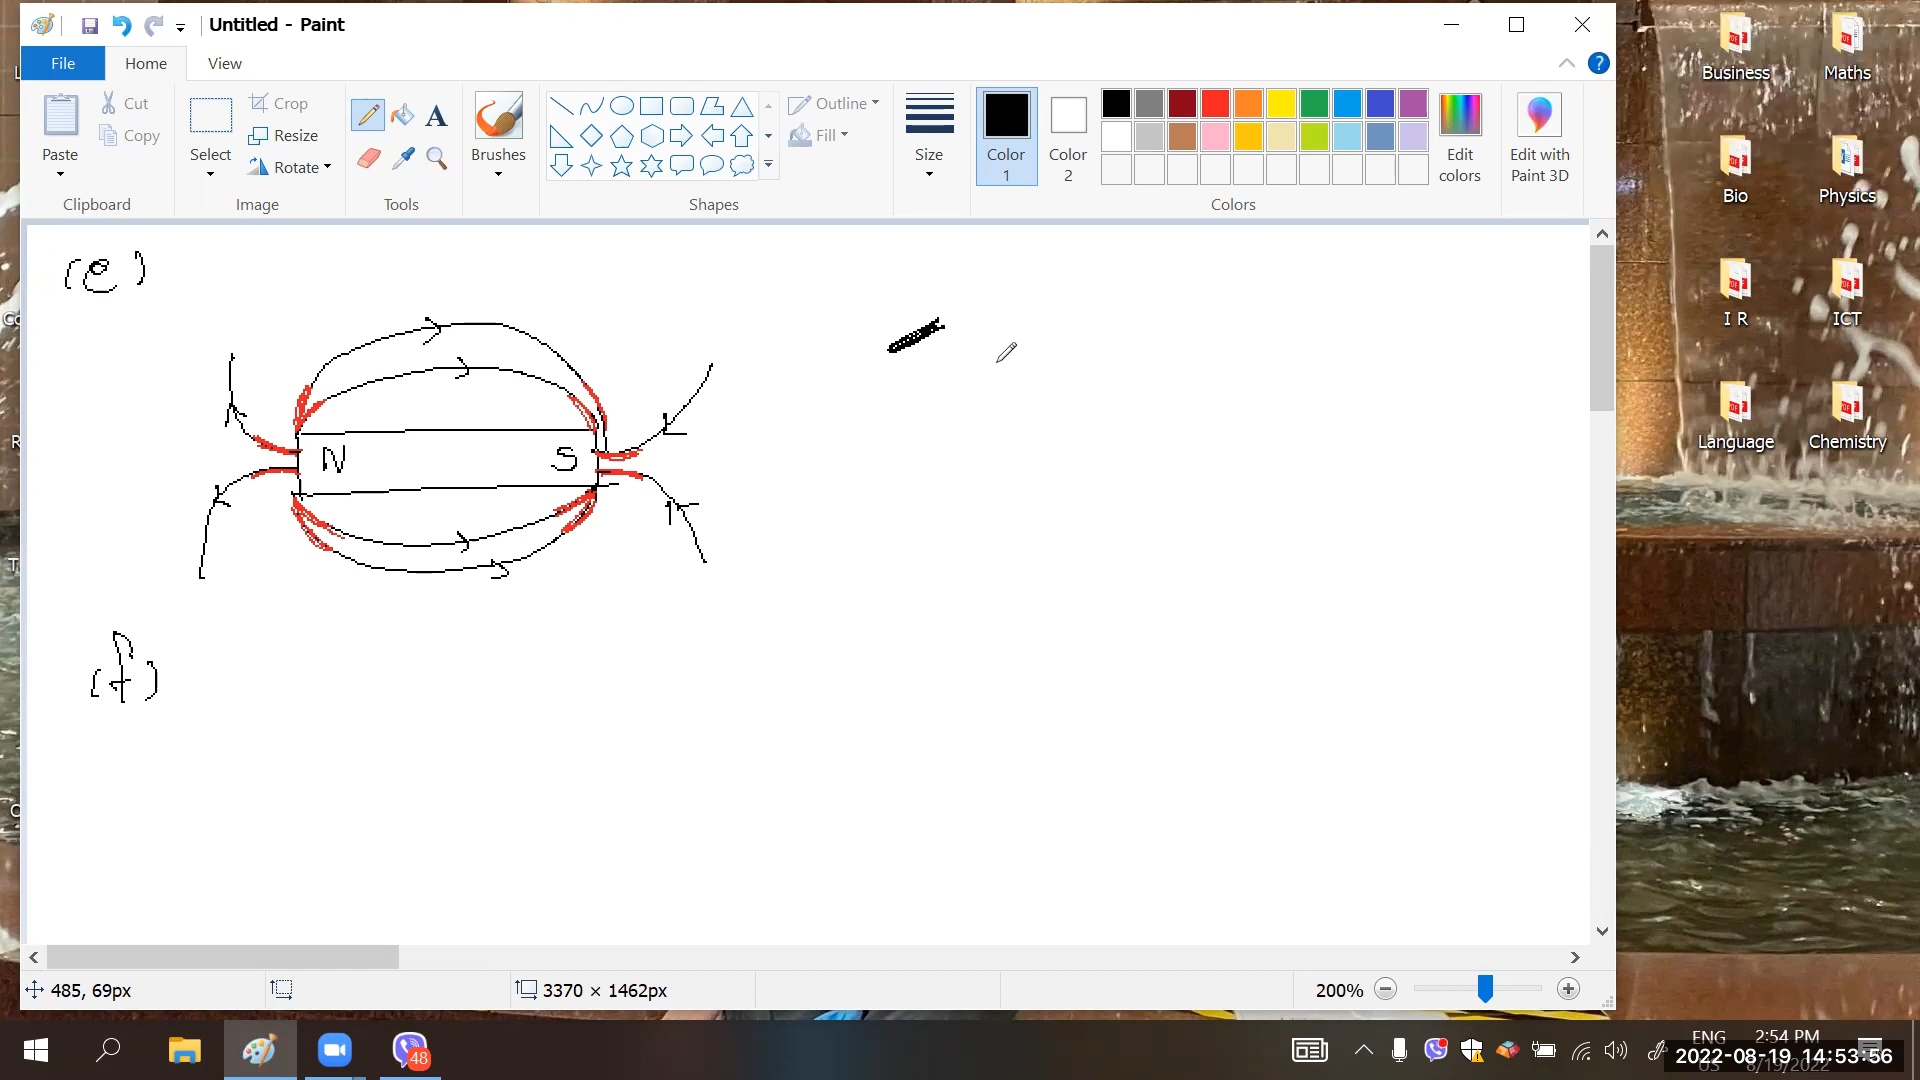 Untitled - Paint
File Home View
Paste
Cut
Copy
Clipboard
Select
Crop
Resize
Rotate
Image
Tools
Brushes
Shapes
Outline
Fill
Size
Color 1
Color 2
Edit colors
Edit with Paint 3D
Colors
Business Maths
Bio Physics
I R ICT
Language Chemistry
(e)
N S
(f)
485, 69px
3370 × 1462px
200%
48
ENG
2:54 PM
2022-08-19 14:53:56